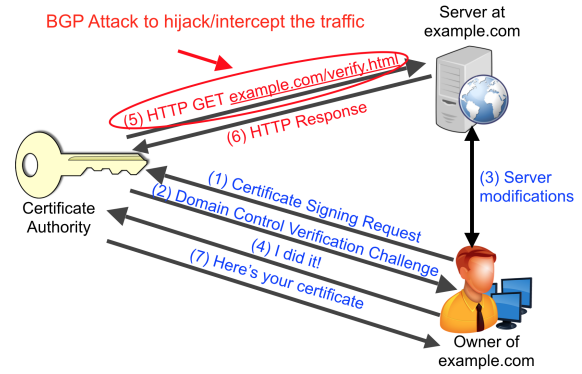 BGP Attack to hijack/intercept the traffic
Server at
example.com
(5) HTTP GET example.com/verify.html
(6) HTTP Response
Certificate
Authority
(1) Certificate Signing Request
(2) Domain Control Verification Challenge
(3) Server
modifications
(4) I did it!
(7) Here's your certificate
Owner of
example.com